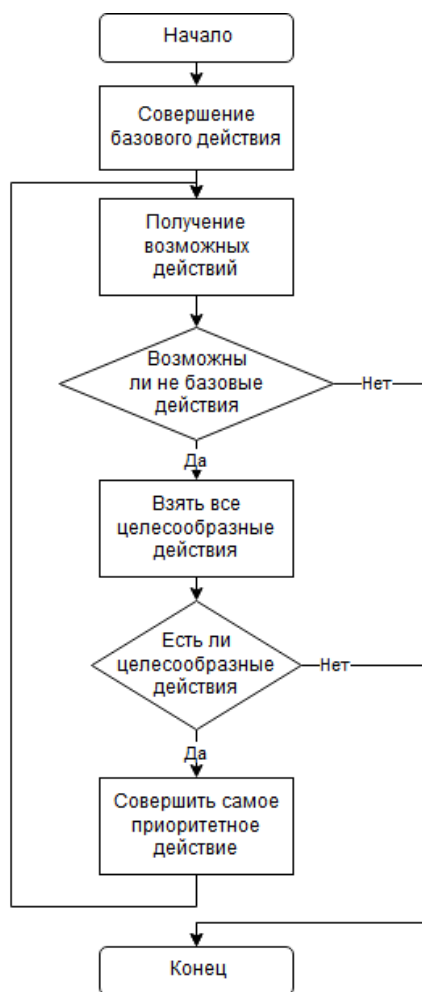 Начало
Совершение
базового действия
Получение
возможных
действий
Возможны
ли не базовые
действия
Нет
Да
Взять все
целесообразные
действия
Есть ли
целесообразные
действия
Нет
Да
Совершить самое
приоритетное
действие
Конец